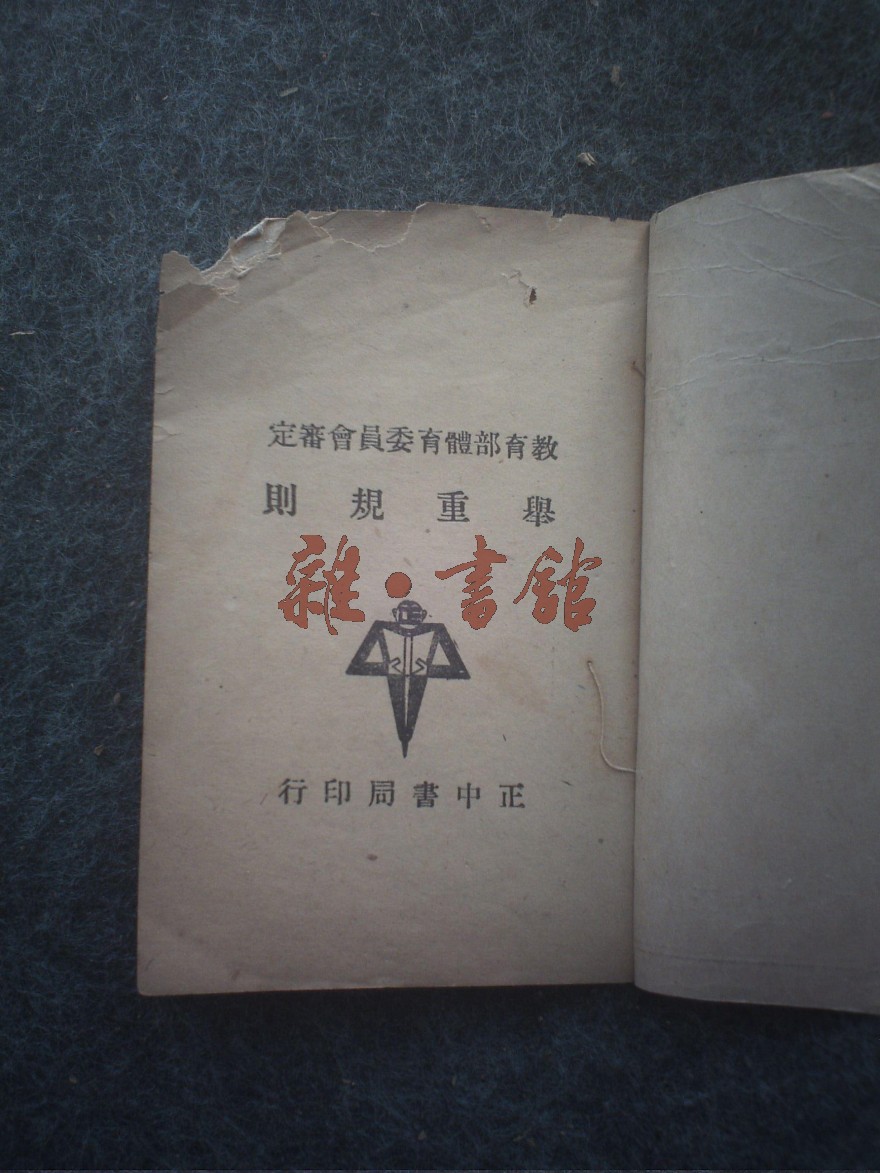 教育部體育委員會審定
舉重規則
雜·書館
正中書局印行